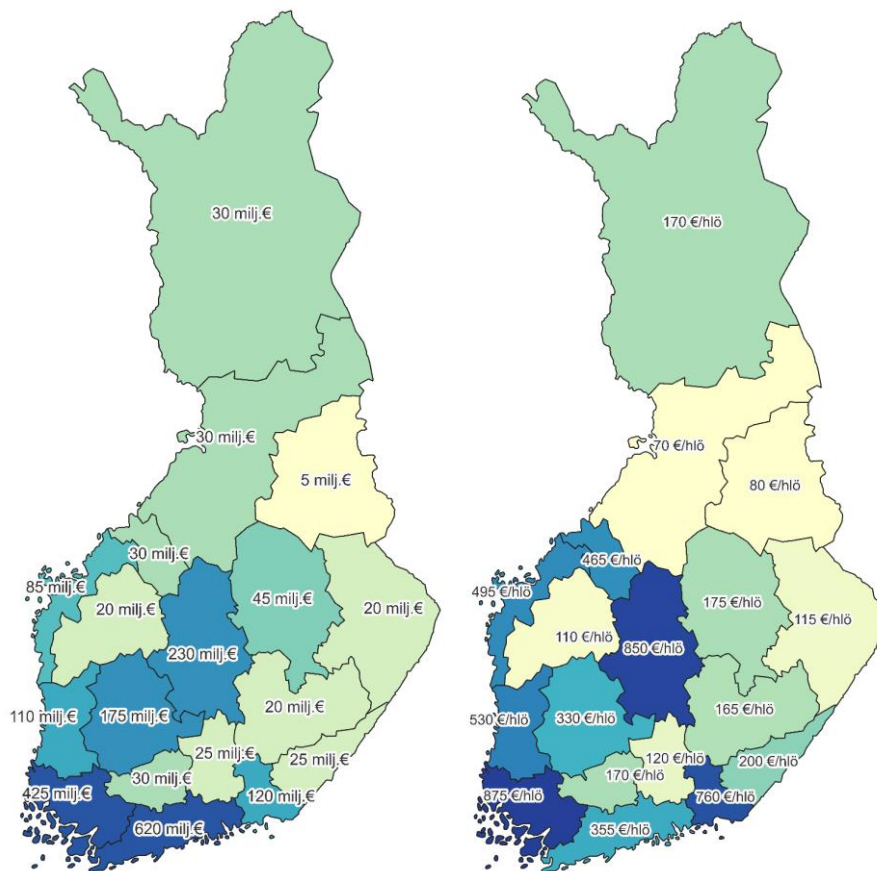 30 milj.€
30 milj.€
5 milj.€
30 milj.€
85 milj.€
20 milj.€
45 milj.€
20 milj.€
230 milj.€
110 milj.€
175 milj.€
20 milj.€
25 milj.€
25 milj.€
30 milj.€
425 milj.€
120 milj.€
620 milj.€
170 €/hlö
70 €/hlö
80 €/hlö
465 €/hlö
495 €/hlö
175 €/hlö
115 €/hlö
110 €/hlö
850 €/hlö
165 €/hlö
530 €/hlö
330 €/hlö
120 €/hlö
200 €/hlö
170 €/hlö
875 €/hlö
760 €/hlö
355 €/hlö